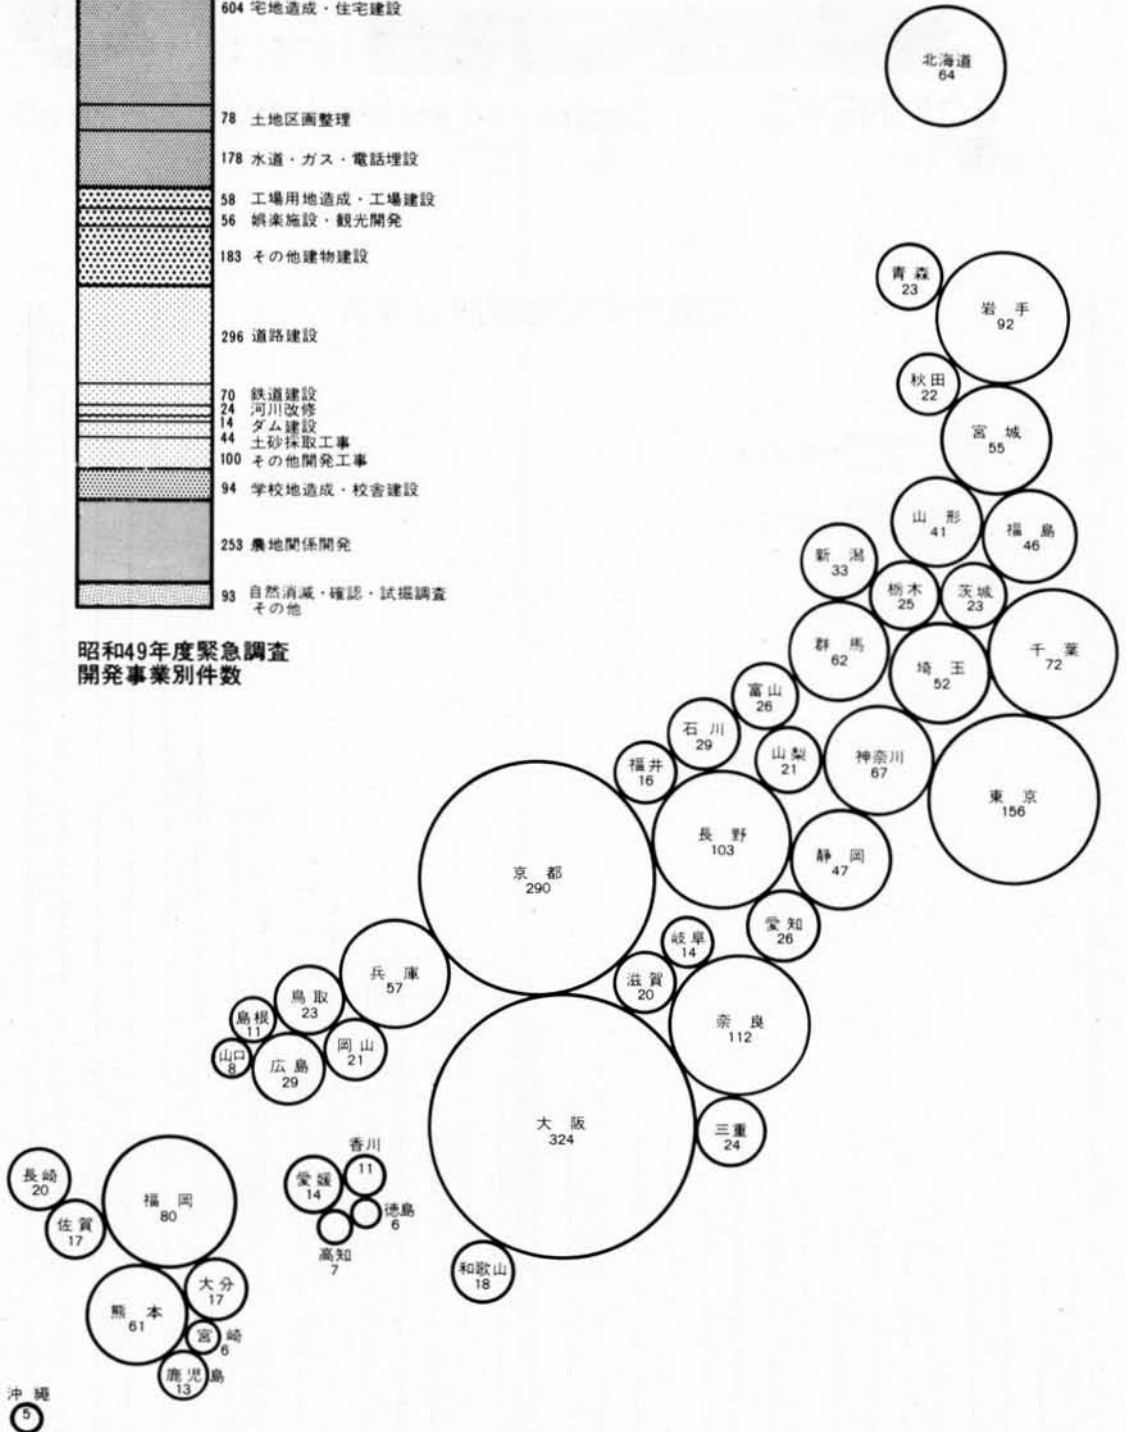 604 宅地造成・住宅建設
78 土地区画整理
178 水道・ガス・電話埋設
58 工場用地造成・工場建設
56 娯楽施設・観光開発
183 その他建物建設
296 道路建設
70 鉄道建設
24 河川改修
14 ダム建設
44 土砂採取工事
100 その他開発工事
94 学校地造成・校舎建設
253 農地関係開発
93 自然消滅・確認・試掘調査
その他
昭和49年度緊急調査
開発事業別件数
北海道
64
青森
23
岩手
92
秋田
22
宮城
55
山形
41
福島
46
新潟
33
栃木
25
茨城
23
群馬
62
埼玉
52
千葉
72
富山
26
石川
29
山梨
21
神奈川
67
福井
16
東京
156
長野
103
静岡
47
京都
290
愛知
26
岐阜
14
滋賀
20
兵庫
57
鳥取
23
島根
11
奈良
112
岡山
21
山口
8
広島
29
大阪
324
三重
24
香川
11
愛媛
14
徳島
6
高知
7
和歌山
18
長崎
20
福岡
80
佐賀
17
大分
17
熊本
61
宮崎
6
鹿児島
13
沖縄
5